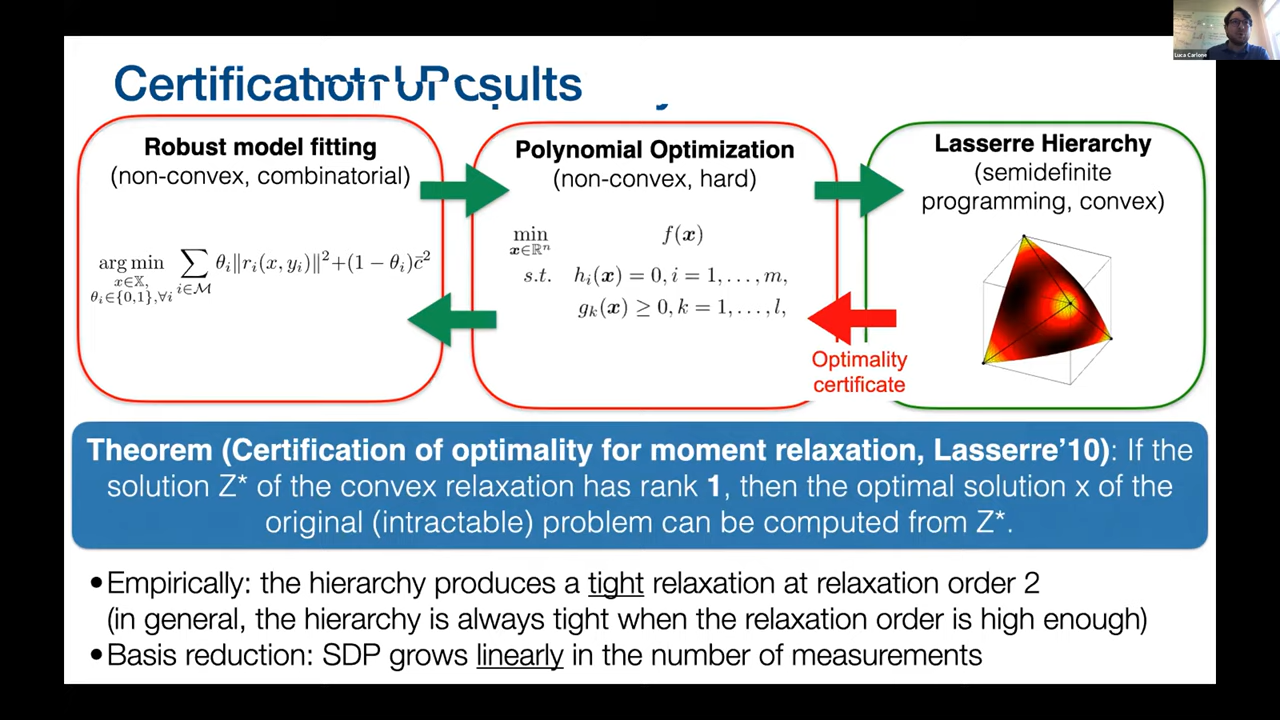 Luca Carlone
Robust model fitting
(non-convex, combinatorial)
arg min x∈𝕏, θᵢ∈{0,1},∀i ∑ i∈ℳ θᵢ‖rᵢ(x, yᵢ)‖²+(1 − θᵢ)c̄²
Polynomial Optimization
(non-convex, hard)
min x∈ℝⁿ f(x)
s.t. hᵢ(x) = 0, i = 1, . . . , m,
gₖ(x) ≥ 0, k = 1, . . . , l,
Lasserre Hierarchy
(semidefinite
programming, convex)
Optimality
certificate
Theorem (Certification of optimality for moment relaxation, Lasserre'10): If the
solution Z* of the convex relaxation has rank 1, then the optimal solution x of the
original (intractable) problem can be computed from Z*.
•Empirically: the hierarchy produces a tight relaxation at relaxation order 2
(in general, the hierarchy is always tight when the relaxation order is high enough)
•Basis reduction: SDP grows linearly in the number of measurements